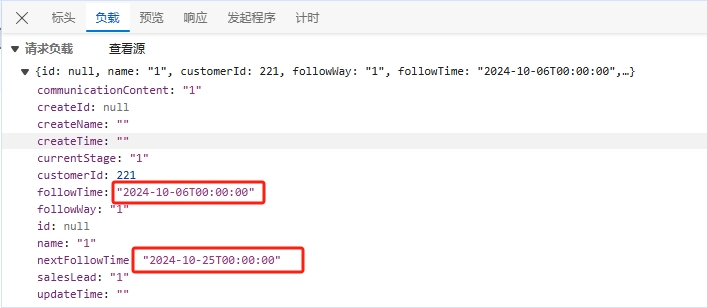 标头 负载 预览 响应 发起程序 计时
请求负载 查看源
{id: null, name: "1", customerId: 221, followWay: "1", followTime: "2024-10-06T00:00:00",…}
communicationContent: "1"
createId: null
createName: ""
createTime: ""
currentStage: "1"
customerId: 221
followTime: "2024-10-06T00:00:00"
followWay: "1"
id: null
name: "1"
nextFollowTime: "2024-10-25T00:00:00"
salesLead: "1"
updateTime: ""